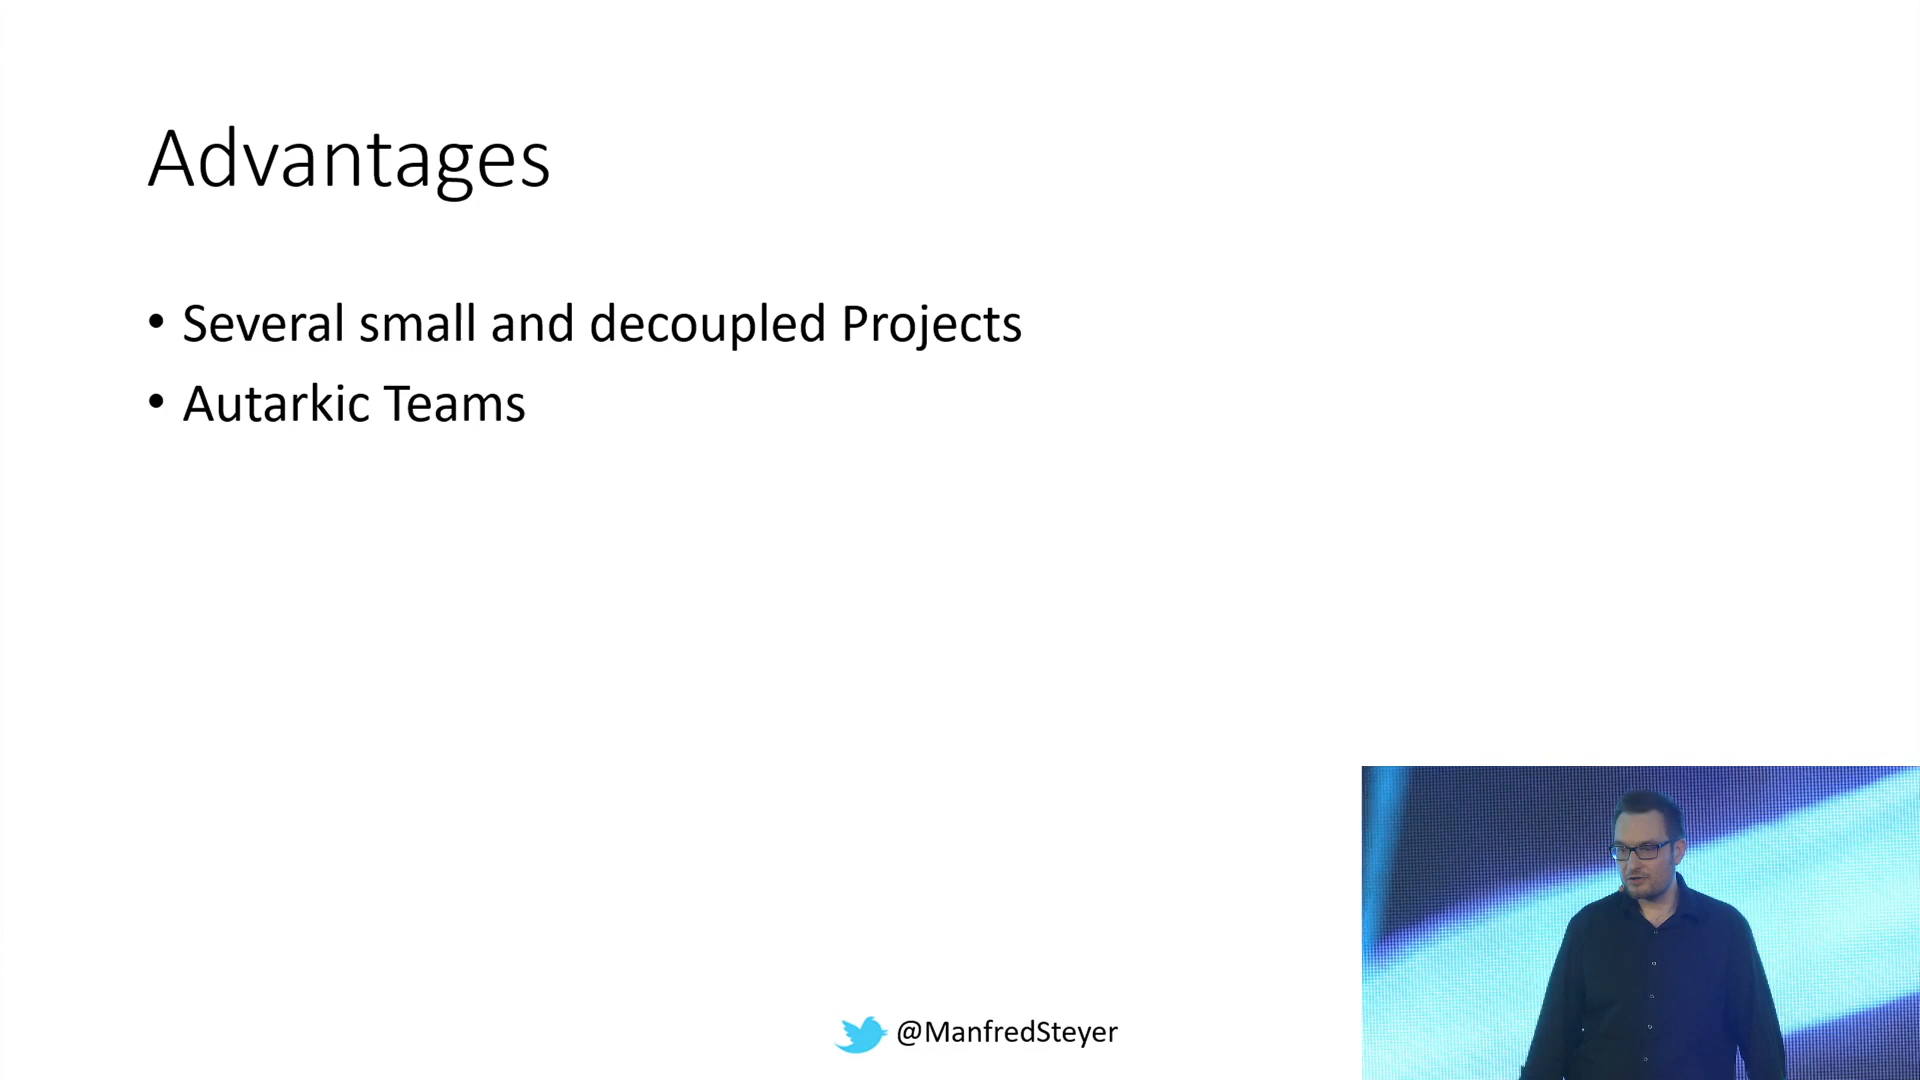 Advantages
• Several small and decoupled Projects
• Autarkic Teams
@ManfredSteyer